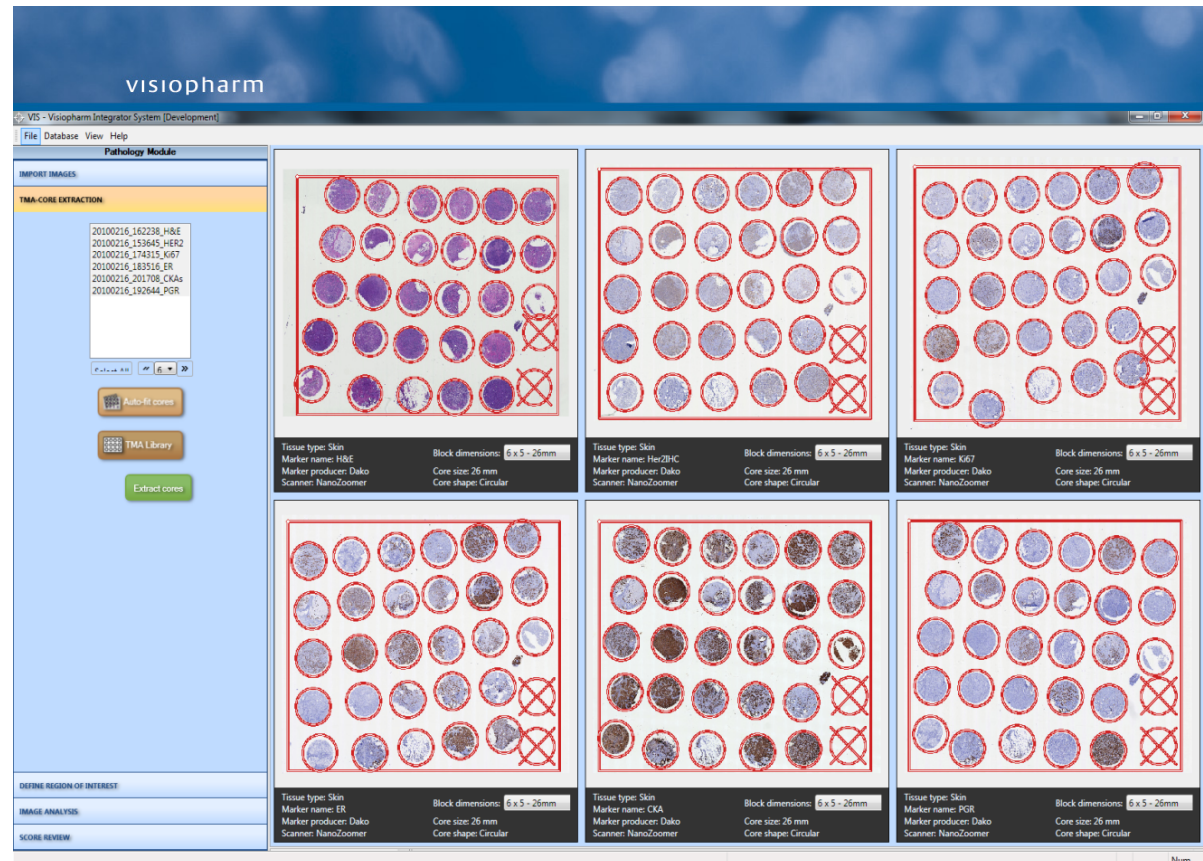 visiopharm
VIS - Visiopharm Integrator System [Development]
File Database View Help
Pathology Module
IMPORT IMAGES
TMA-CORE EXTRACTION
20100216_162238_H&E
20100216_153645_HER2
20100216_174315_Ki67
20100216_183516_ER
20100216_201708_CKAs
20100216_192644_PGR
Select All « 6 »
Auto-fit cores
TMA Library
Extract cores
DEFINE REGION OF INTEREST
IMAGE ANALYSIS
SCORE REVIEW
Tissue type: Skin
Marker name: H&E
Marker producer: Dako
Scanner: NanoZoomer
Block dimensions: 6 x 5 - 26mm
Core size: 26 mm
Core shape: Circular
Tissue type: Skin
Marker name: Her2IHC
Marker producer: Dako
Scanner: NanoZoomer
Block dimensions: 6 x 5 - 26mm
Core size: 26 mm
Core shape: Circular
Tissue type: Skin
Marker name: Ki67
Marker producer: Dako
Scanner: NanoZoomer
Block dimensions: 6 x 5 - 26mm
Core size: 26 mm
Core shape: Circular
Tissue type: Skin
Marker name: ER
Marker producer: Dako
Scanner: NanoZoomer
Block dimensions: 6 x 5 - 26mm
Core size: 26 mm
Core shape: Circular
Tissue type: Skin
Marker name: CKA
Marker producer: Dako
Scanner: NanoZoomer
Block dimensions: 6 x 5 - 26mm
Core size: 26 mm
Core shape: Circular
Tissue type: Skin
Marker name: PGR
Marker producer: Dako
Scanner: NanoZoomer
Block dimensions: 6 x 5 - 26mm
Core size: 26 mm
Core shape: Circular
Num